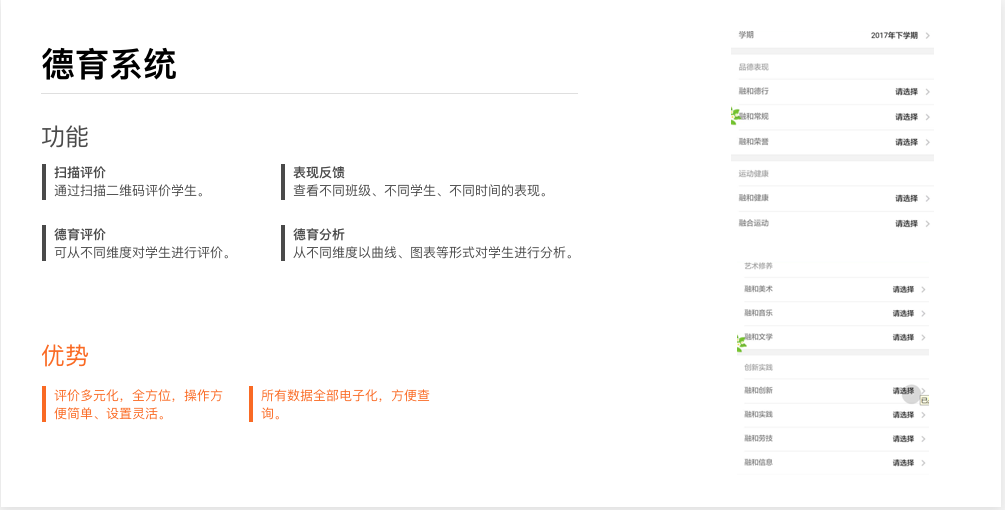 德育系统
功能
扫描评价
通过扫描二维码评价学生。
表现反馈
查看不同班级、不同学生、不同时间的表现。
德育评价
可从不同维度对学生进行评价。
德育分析
从不同维度以曲线、图表等形式对学生进行分析。
优势
评价多元化，全方位，操作方
便简单、设置灵活。
所有数据全部电子化，方便查
询。
学期 2017年下学期
品德表现
融和德行 请选择
融和常规 请选择
融和荣誉 请选择
运动健康
融和健康 请选择
融合运动 请选择
艺术修养
融和美术 请选择
融和音乐 请选择
融和文学 请选择
创新实践
融和创新 请选择
融和实践 请选择
融和劳技 请选择
融和信息 请选择